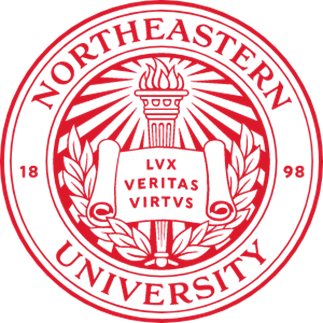 NORTHEASTERN
18 98
LVX
VERITAS
VIRTVS
UNIVERSITY